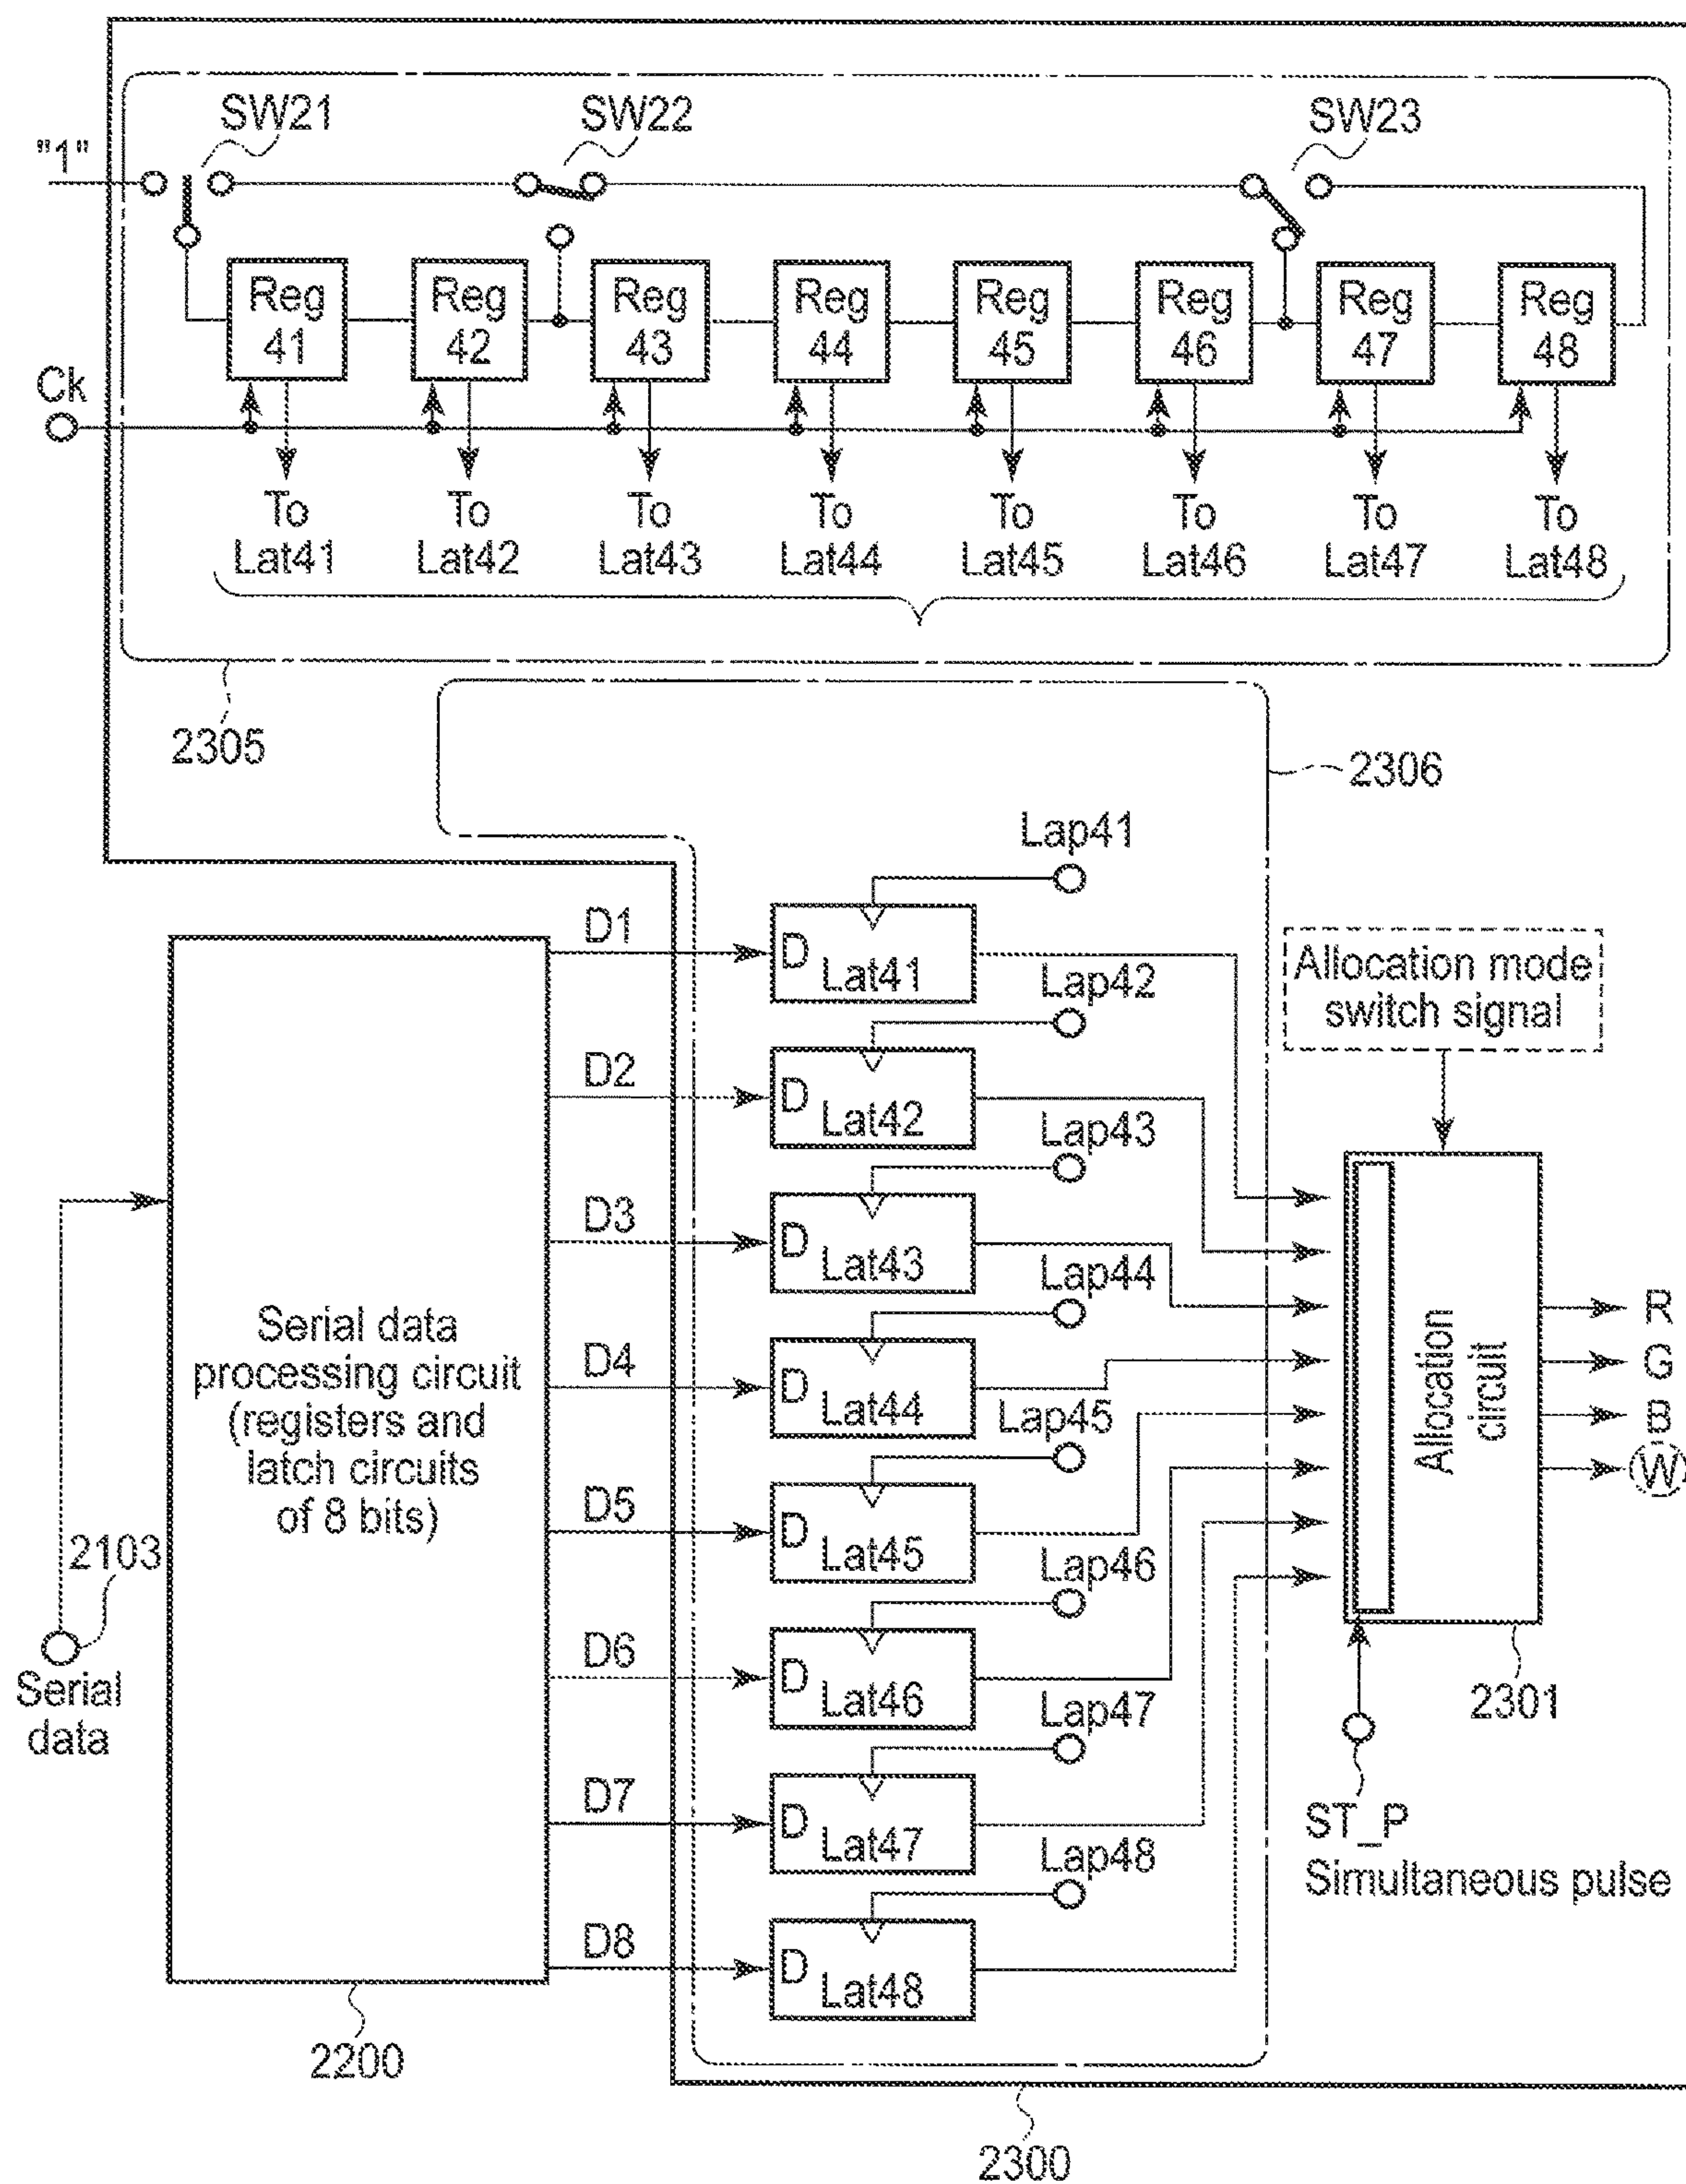 SW21
SW22
SW23
"1"
Reg
41
Reg
42
Reg
43
Reg
44
Reg
45
Reg
46
Reg
47
Reg
48
Ck
To
Lat41
To
Lat42
To
Lat43
To
Lat44
To
Lat45
To
Lat46
To
Lat47
To
Lat48
2305
2306
Lap41
D1
D
Lat41
Lap42
Allocation mode
switch signal
D2
D
Lat42
Lap43
D3
D
Lat43
Lap44
D4
D
Lat44
Lap45
D5
D
Lat45
Lap46
D6
D
Lat46
Lap47
D7
D
Lat47
Lap48
D8
D
Lat48
Serial data
processing circuit
(registers and
latch circuits
of 8 bits)
2103
Serial
data
2200
Allocation
circuit
R
G
B
W
2301
ST_P
Simultaneous pulse
2300